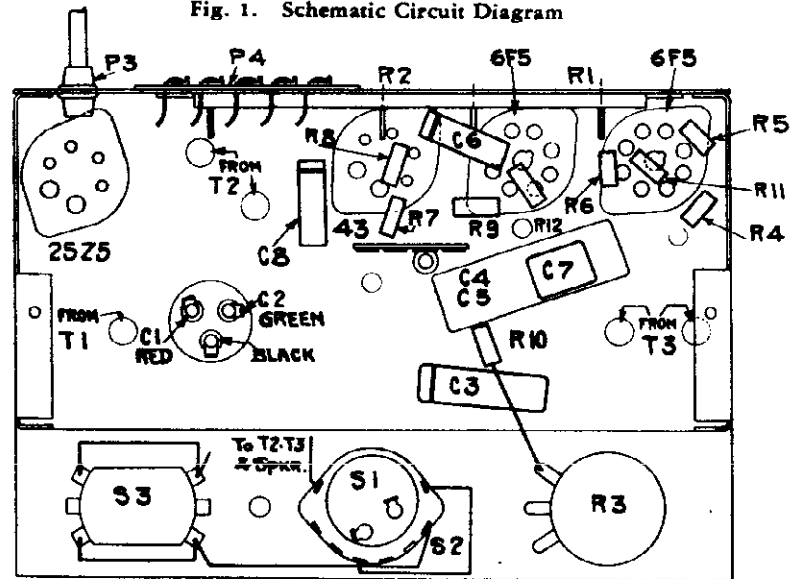 Fig. 1. Schematic Circuit Diagram
P3
P4
R2
6F5
R1
6F5
R5
R8
C6
FROM
T2
R6
R11
R7
R9
R12
R4
C8
43
25Z5
C4
C5
C7
FROM
T1
C1
RED
C2
GREEN
BLACK
R10
FROM
T3
C3
To T2-T3
& Spkr.
S3
S1
S2
R3